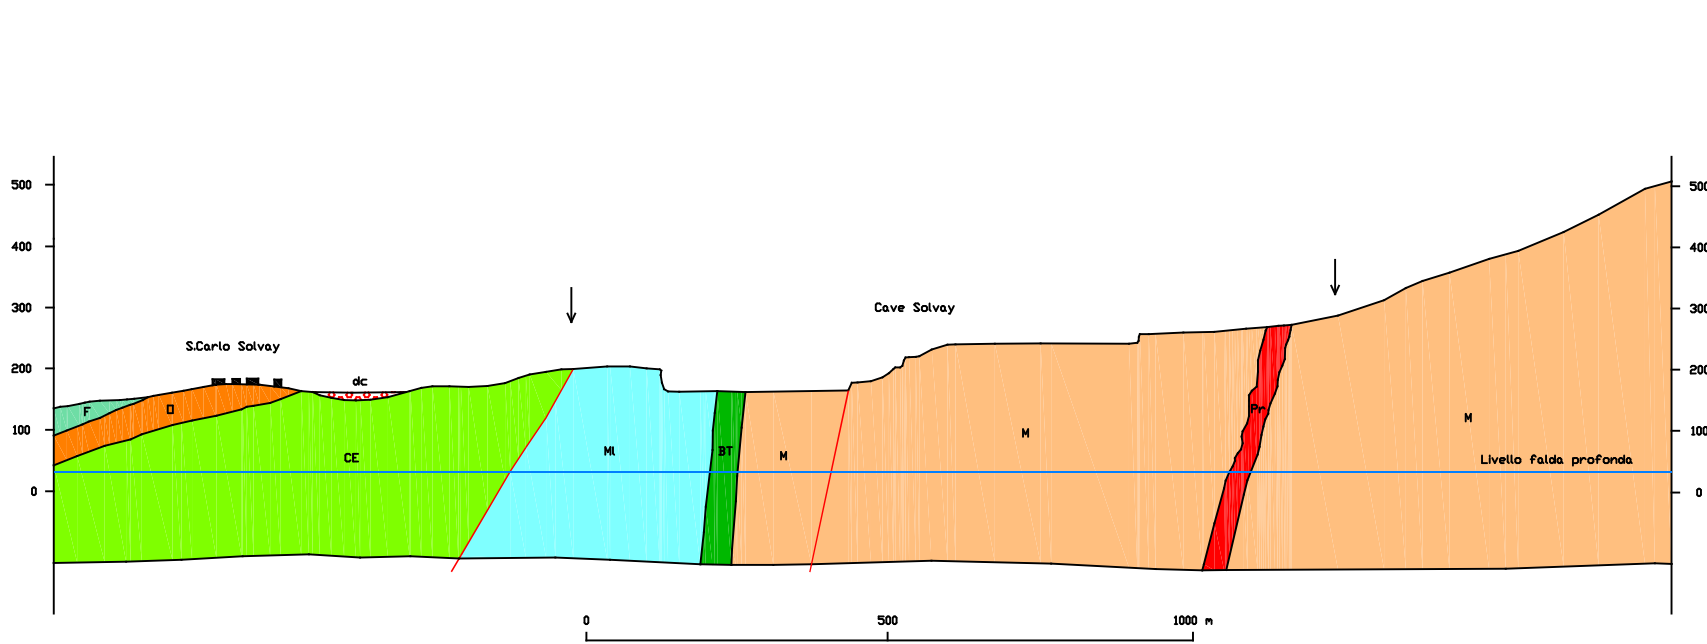 500
400
300
200
100
0
500
400
300
200
100
0
S.Carlo Solvay
dc
Cave Solvay
F
O
CE
Ml
BT
M
M
Pr
M
Livello falda profonda
0 500 1000 m